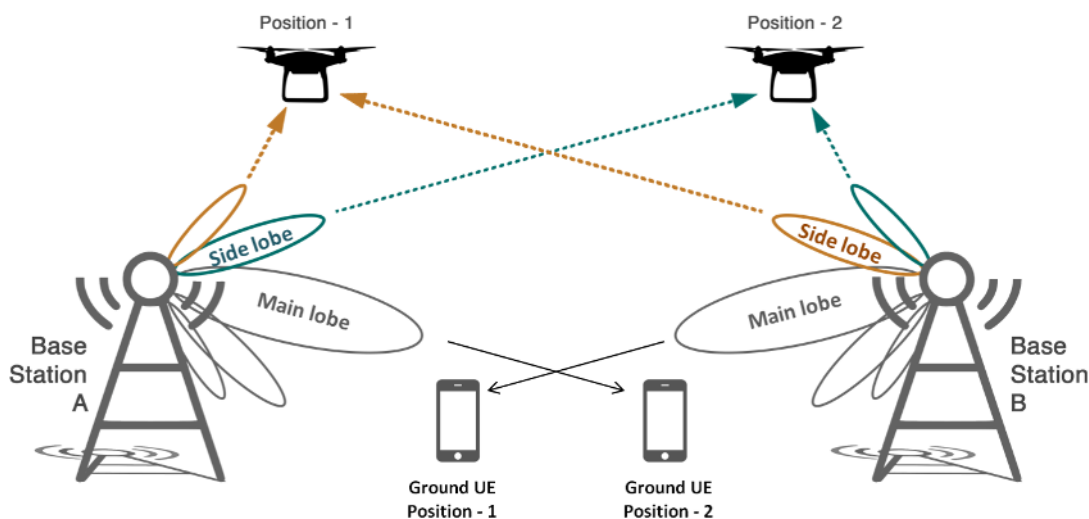 Position - 1
Position - 2
Side lobe
Side lobe
Main lobe
Main lobe
Base
Station
A
Base
Station
B
Ground UE
Position - 1
Ground UE
Position - 2